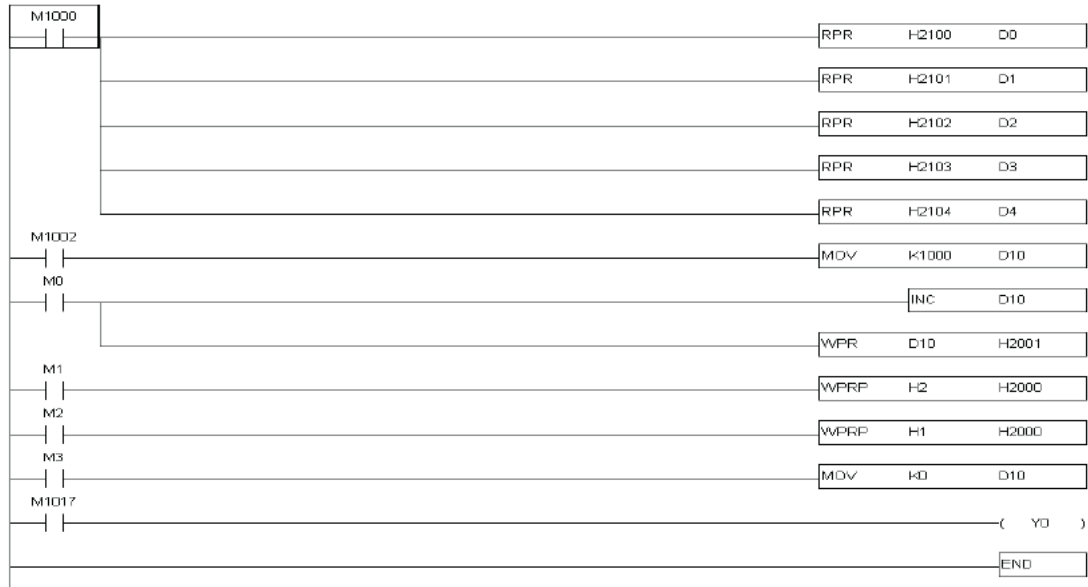 M1000
RPR H2100 D0
RPR H2101 D1
RPR H2102 D2
RPR H2103 D3
RPR H2104 D4
M1002
MOV K1000 D10
M0
INC D10
WPR D10 H2001
M1
WPRP H2 H2000
M2
WPRP H1 H2000
M3
MOV K0 D10
M1017
( Y0 )
END